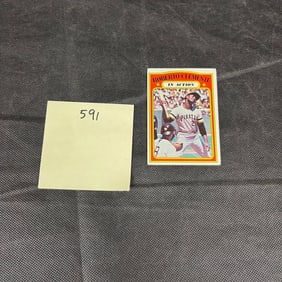 591
ROBERTO CLEMENTE
IN ACTION